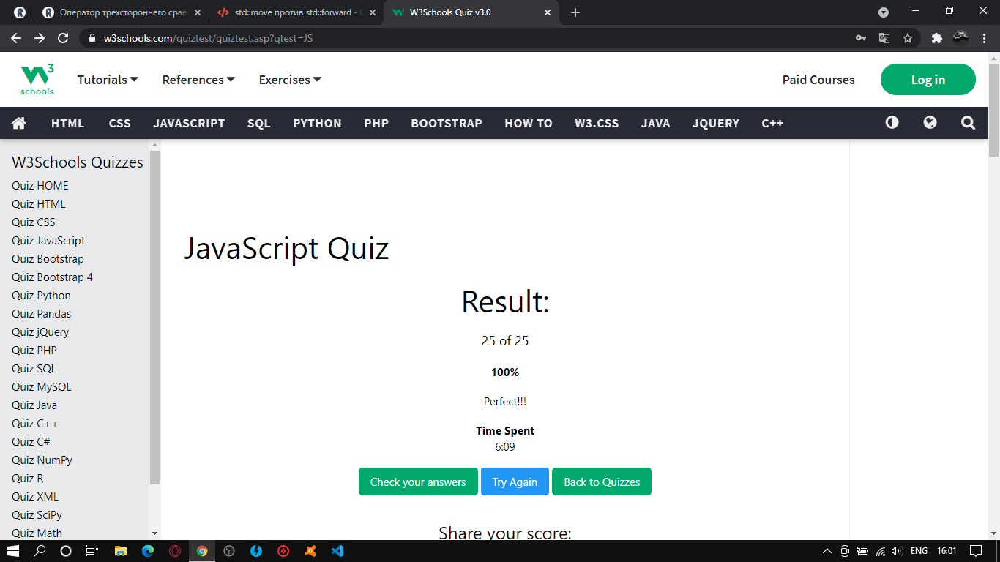 Оператор трехстороннего срав
std::move против std::forward - C
W3Schools Quiz v3.0
w3schools.com/quiztest/quiztest.asp?qtest=JS
W3 schools
Tutorials
References
Exercises
Paid Courses
Log in
HTML CSS JAVASCRIPT SQL PYTHON PHP BOOTSTRAP HOW TO W3.CSS JAVA JQUERY C++
W3Schools Quizzes
Quiz HOME
Quiz HTML
Quiz CSS
Quiz JavaScript
Quiz Bootstrap
Quiz Bootstrap 4
Quiz Python
Quiz Pandas
Quiz jQuery
Quiz PHP
Quiz SQL
Quiz MySQL
Quiz Java
Quiz C++
Quiz C#
Quiz NumPy
Quiz R
Quiz XML
Quiz SciPy
Quiz Math
JavaScript Quiz
Result:
25 of 25
100%
Perfect!!!
Time Spent
6:09
Check your answers
Try Again
Back to Quizzes
Share your score:
ENG 16:01